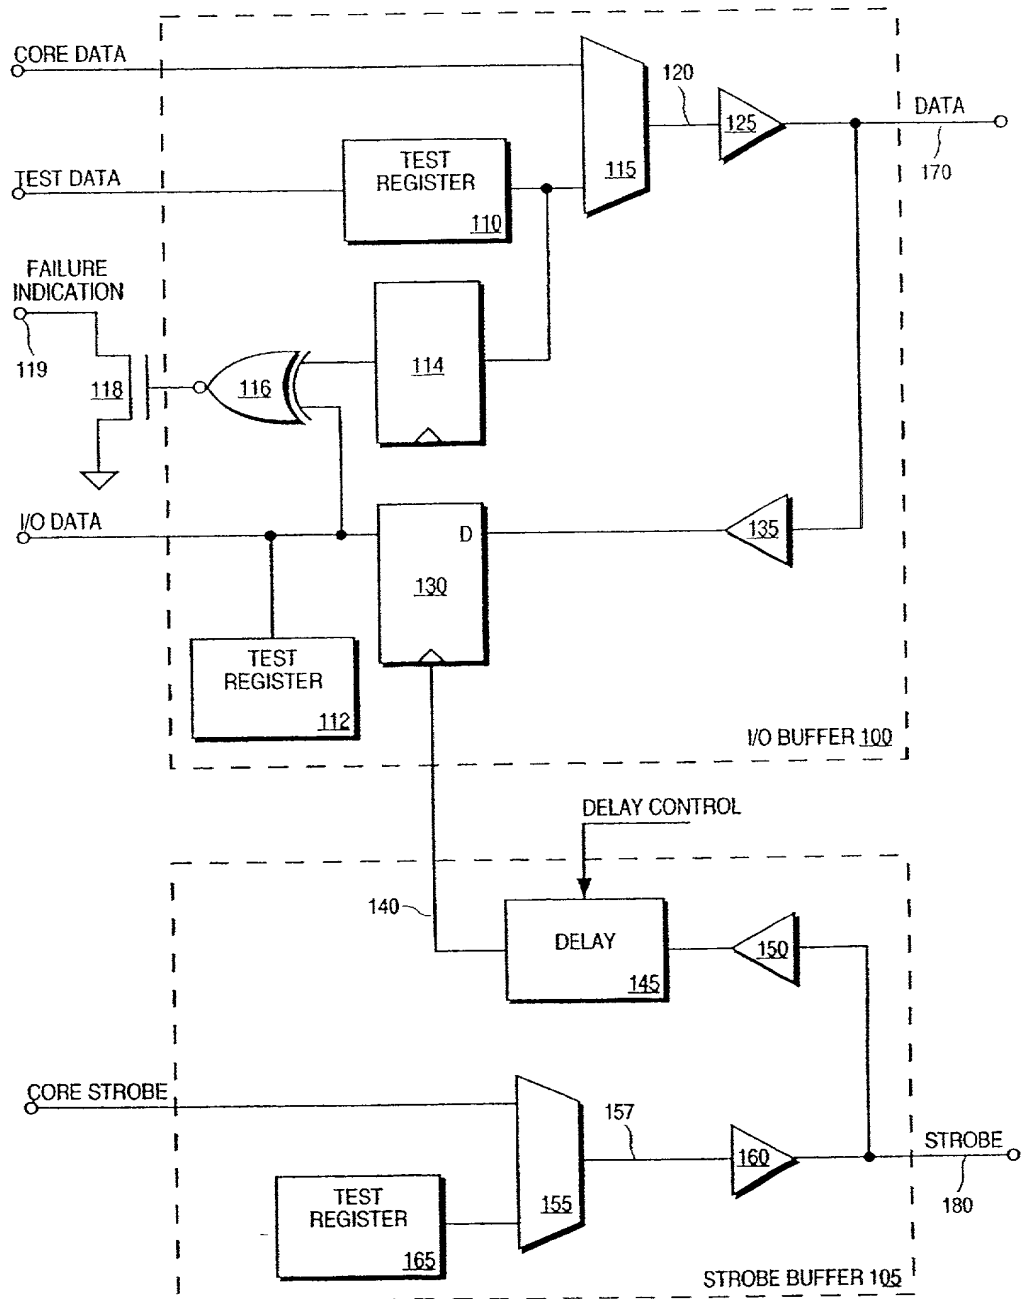 CORE DATA
120
125
DATA
170
115
TEST DATA
TEST
REGISTER
110
FAILURE
INDICATION
119
118
116
114
I/O DATA
D
135
130
TEST
REGISTER
112
I/O BUFFER 100
DELAY CONTROL
140
DELAY
145
150
CORE STROBE
157
160
STROBE
180
155
TEST
REGISTER
165
STROBE BUFFER 105